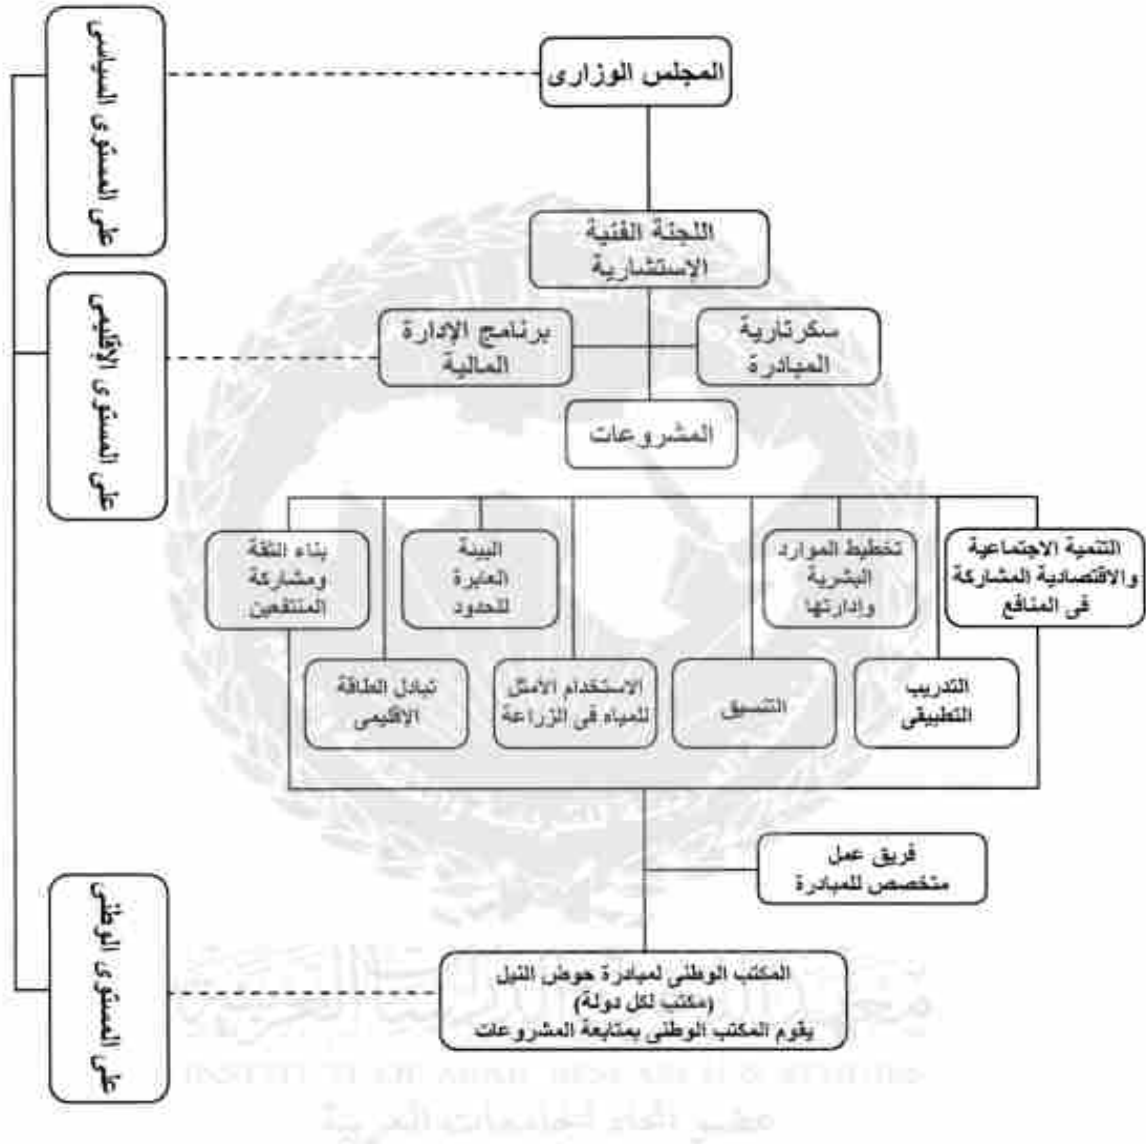 على المستوى السياسى
المجلس الوزارى
اللجنة الفنية
الإستشارية
على المستوى الإقليمى
سكرتارية
المبادرة
برنامج الإدارة
المالية
المشروعات
التنمية الاجتماعية
والاقتصادية المشاركة
فى المنافع
تخطيط الموارد
البشرية
وإدارتها
البيئة
العابرة
للحدود
بناء الثقة
ومشاركة
المنتفعين
التدريب
التطبيقى
التنسيق
الاستخدام الأمثل
للمياه فى الزراعة
تبادل الطاقة
الإقليمى
فريق عمل
متخصص للمبادرة
على المستوى الوطنى
المكتب الوطنى لمبادرة حوض النيل
(مكتب لكل دولة)
يقوم المكتب الوطنى بمتابعة المشروعات